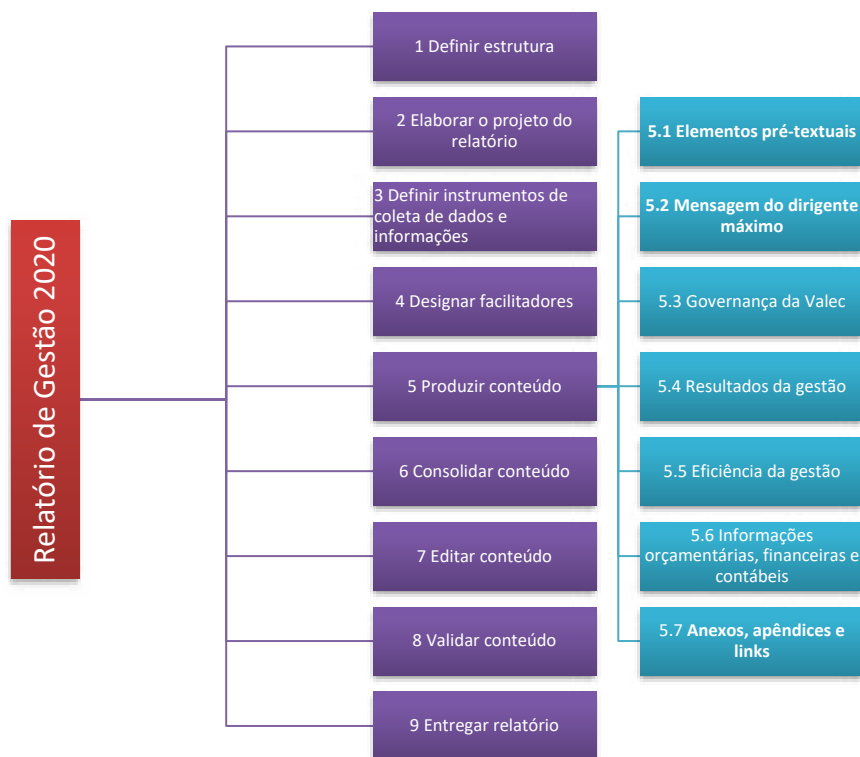 Relatório de Gestão 2020
1 Definir estrutura
2 Elaborar o projeto do
relatório
3 Definir instrumentos de
coleta de dados e
informações
4 Designar facilitadores
5 Produzir conteúdo
6 Consolidar conteúdo
7 Editar conteúdo
8 Validar conteúdo
9 Entregar relatório
5.1 Elementos pré-textuais
5.2 Mensagem do dirigente
máximo
5.3 Governança da Valec
5.4 Resultados da gestão
5.5 Eficiência da gestão
5.6 Informações
orçamentárias, financeiras e
contábeis
5.7 Anexos, apêndices e
links